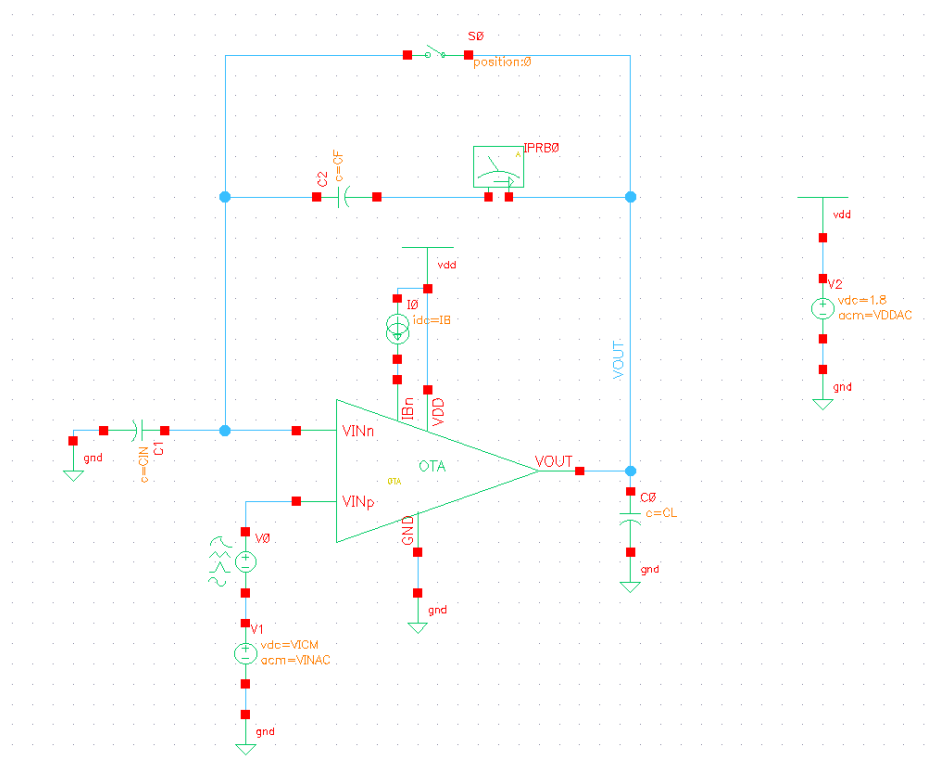 S0
position:0
C2
c=CF
IPRB0
vdd
I0
idc=IB
IBn
VDD
VOUT
vdd
V2
vdc=1.8
acm=VDDAC
gnd
gnd
c=CIN
C1
VINn
OTA
OTA
VOUT
VINp
GND
C0
c=CL
gnd
V0
gnd
V1
vdc=VICM
acm=VINAC
gnd